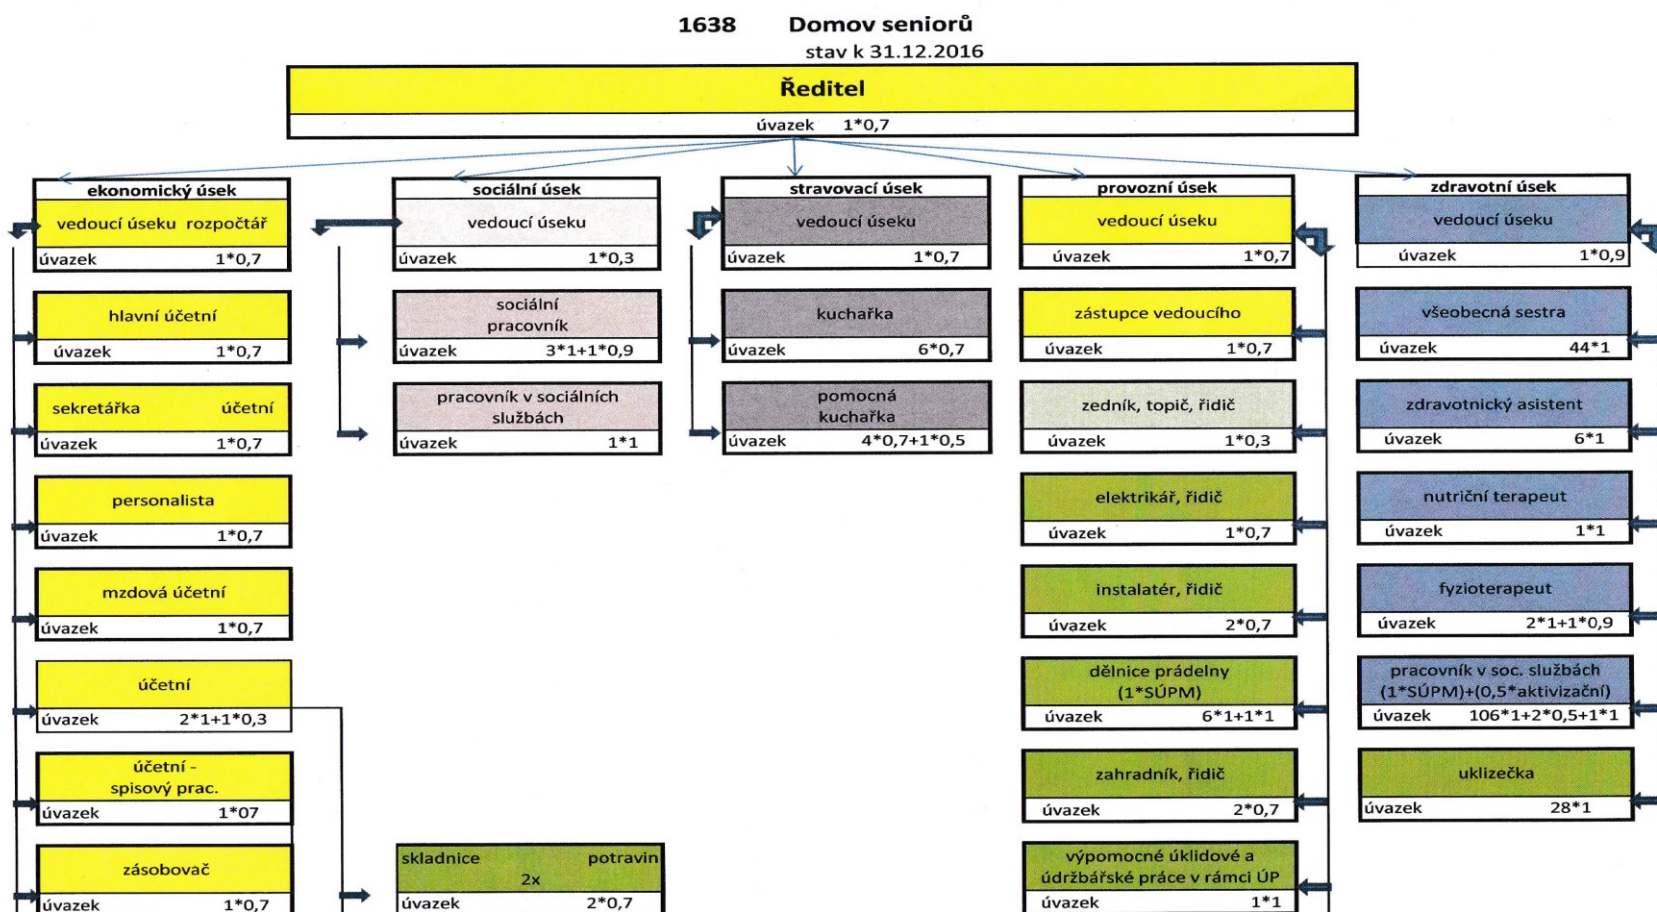 1638 Domov seniorů
stav k 31.12.2016
Ředitel
úvazek 1*0,7
ekonomický úsek
vedoucí úseku rozpočtář
úvazek 1*0,7
hlavní účetní
úvazek 1*0,7
sekretářka účetní
úvazek 1*0,7
personalista
úvazek 1*0,7
mzdová účetní
úvazek 1*0,7
účetní
úvazek 2*1+1*0,3
účetní -
spisový prac.
úvazek 1*07
zásobovač
úvazek 1*0,7
sociální úsek
vedoucí úseku
úvazek 1*0,3
sociální
pracovník
úvazek 3*1+1*0,9
pracovník v sociálních
službách
úvazek 1*1
skladnice potravin
2x
úvazek 2*0,7
stravovací úsek
vedoucí úseku
úvazek 1*0,7
kuchařka
úvazek 6*0,7
pomocná
kuchařka
úvazek 4*0,7+1*0,5
provozní úsek
vedoucí úseku
úvazek 1*0,7
zástupce vedoucího
úvazek 1*0,7
zedník, topič, řidič
úvazek 1*0,3
elektrikář, řidič
úvazek 1*0,7
instalatér, řidič
úvazek 2*0,7
dělnice prádelny
(1*SÚPM)
úvazek 6*1+1*1
zahradník, řidič
úvazek 2*0,7
výpomocné úklidové a
údržbářské práce v rámci ÚP
úvazek 1*1
zdravotní úsek
vedoucí úseku
úvazek 1*0,9
všeobecná sestra
úvazek 44*1
zdravotnický asistent
úvazek 6*1
nutriční terapeut
úvazek 1*1
fyzioterapeut
úvazek 2*1+1*0,9
pracovník v soc. službách
(1*SÚPM)+(0,5*aktivizační)
úvazek 106*1+2*0,5+1*1
uklizečka
úvazek 28*1